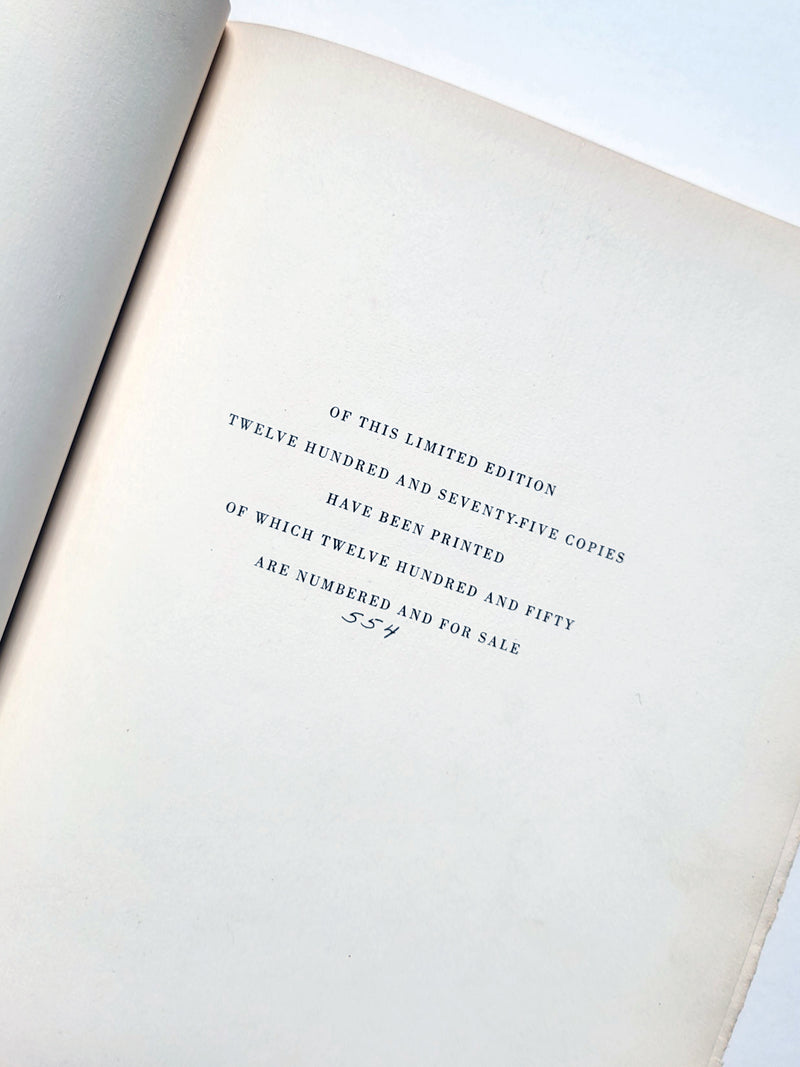 OF THIS LIMITED EDITION
TWELVE HUNDRED AND SEVENTY-FIVE COPIES
HAVE BEEN PRINTED
OF WHICH TWELVE HUNDRED AND FIFTY
ARE NUMBERED AND FOR SALE
554